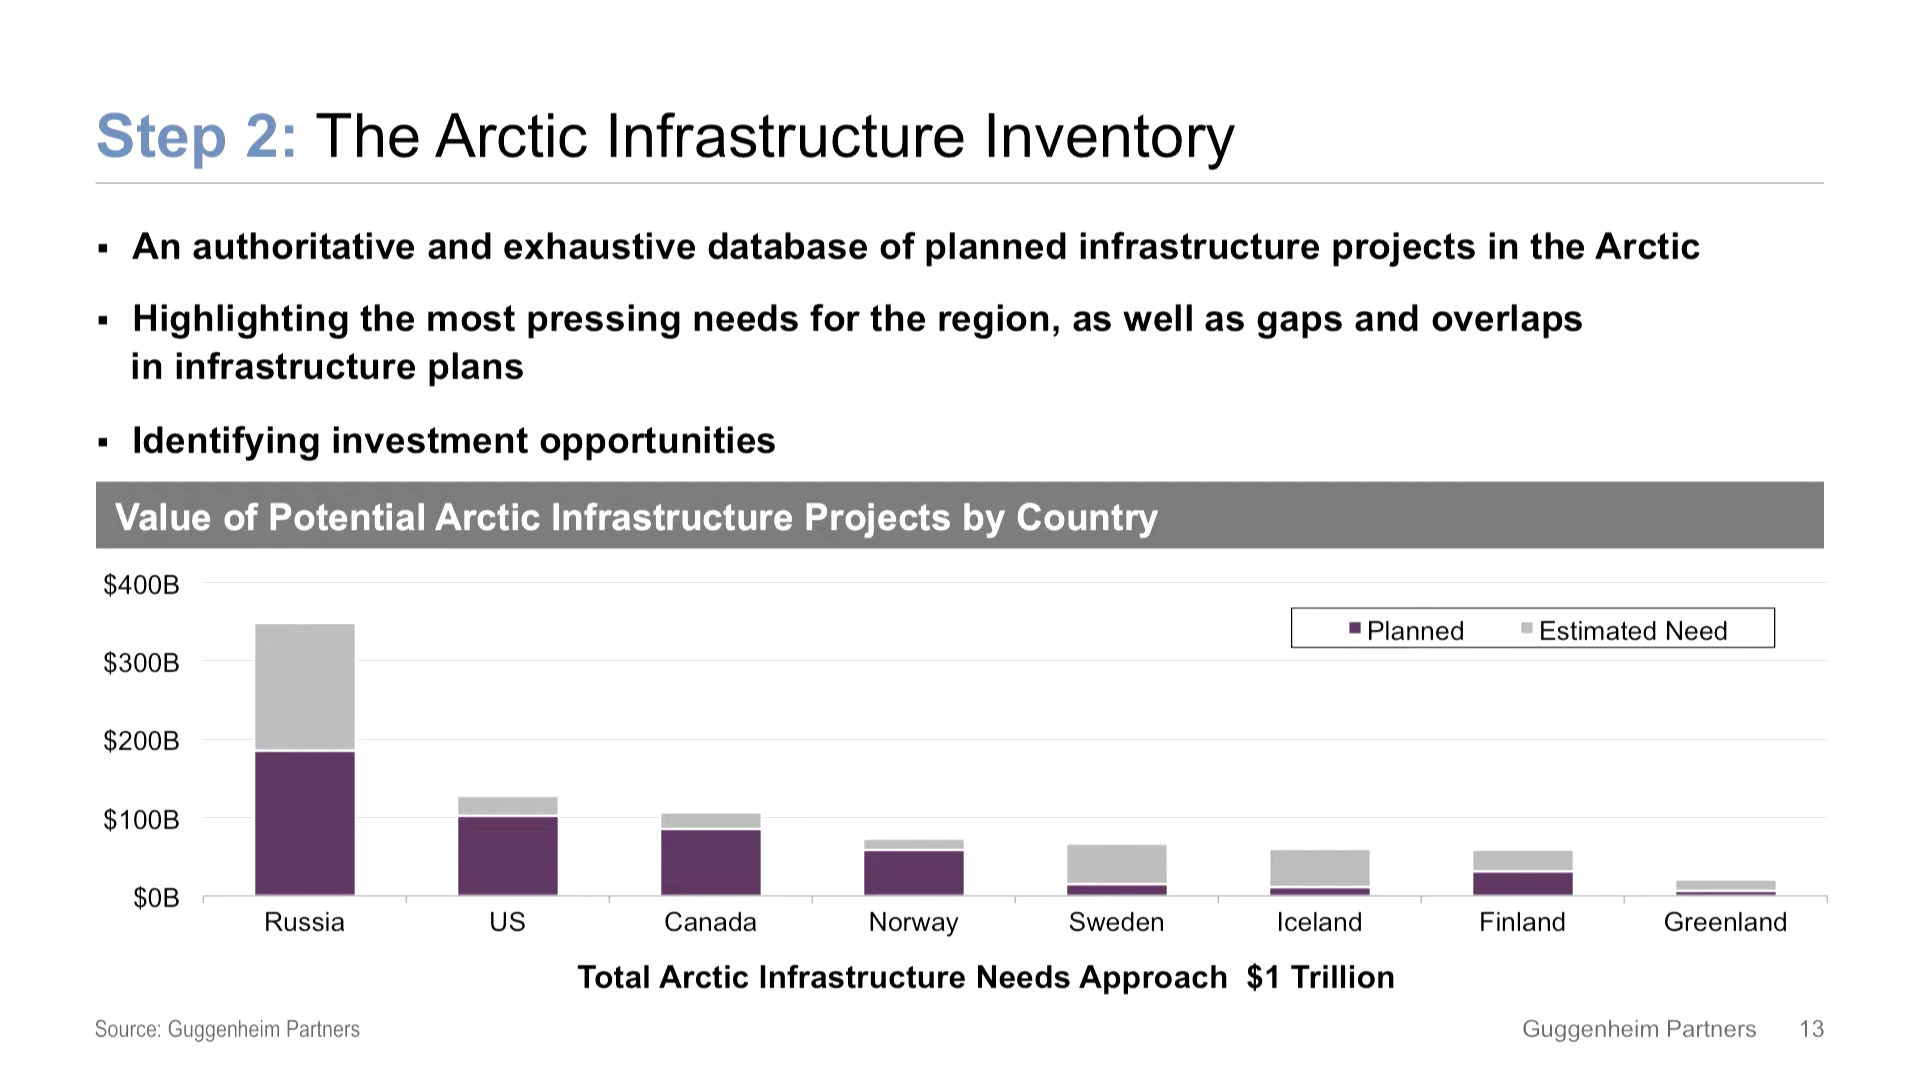 Step 2: The Arctic Infrastructure Inventory
▪ An authoritative and exhaustive database of planned infrastructure projects in the Arctic
▪ Highlighting the most pressing needs for the region, as well as gaps and overlaps
in infrastructure plans
▪ Identifying investment opportunities
Value of Potential Arctic Infrastructure Projects by Country
$400B
Planned Estimated Need
$300B
$200B
$100B
$0B
Russia US Canada Norway Sweden Iceland Finland Greenland
Total Arctic Infrastructure Needs Approach $1 Trillion
Source: Guggenheim Partners
Guggenheim Partners 13